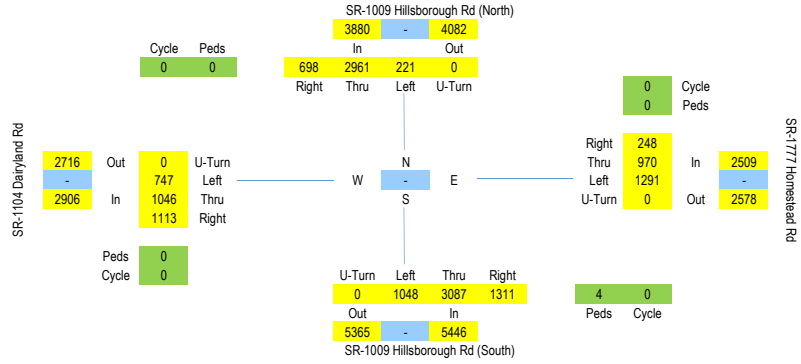 SR-1009 Hillsborough Rd (North)
3880 - 4082
Cycle Peds In Out
0 0 698 2961 221 0
Right Thru Left U-Turn
0 Cycle
0 Peds
SR-1104 Dairyland Rd
SR-1777 Homestead Rd
Right 248
2716 Out 0 U-Turn N Thru 970 In 2509
- 747 Left W - E Left 1291 -
2906 In 1046 Thru S U-Turn 0 Out 2578
1113 Right
Peds 0
Cycle 0
U-Turn Left Thru Right
0 1048 3087 1311 4 0
Out In Peds Cycle
5365 - 5446
SR-1009 Hillsborough Rd (South)